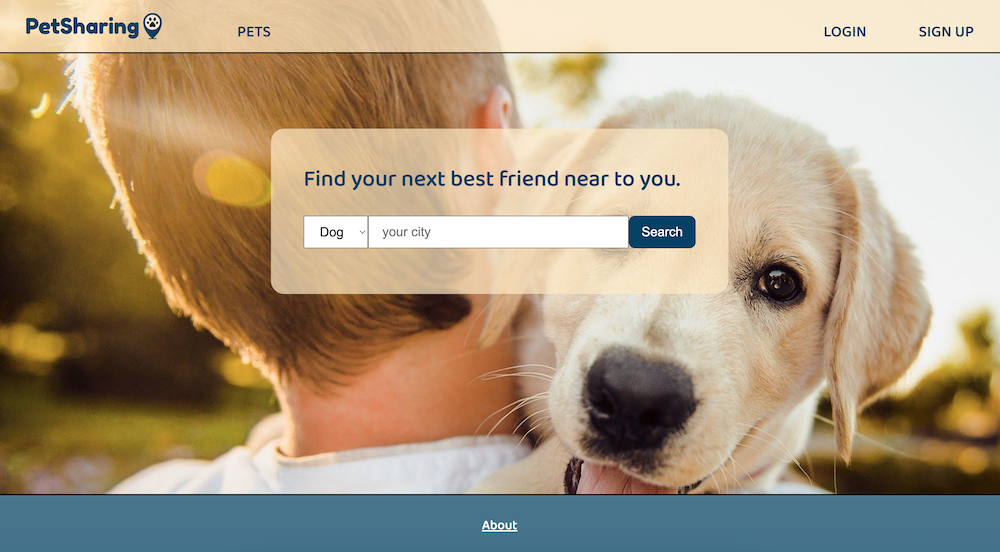 PetSharing
PETS
LOGIN
SIGN UP
Find your next best friend near to you.
Dog
your city
Search
About